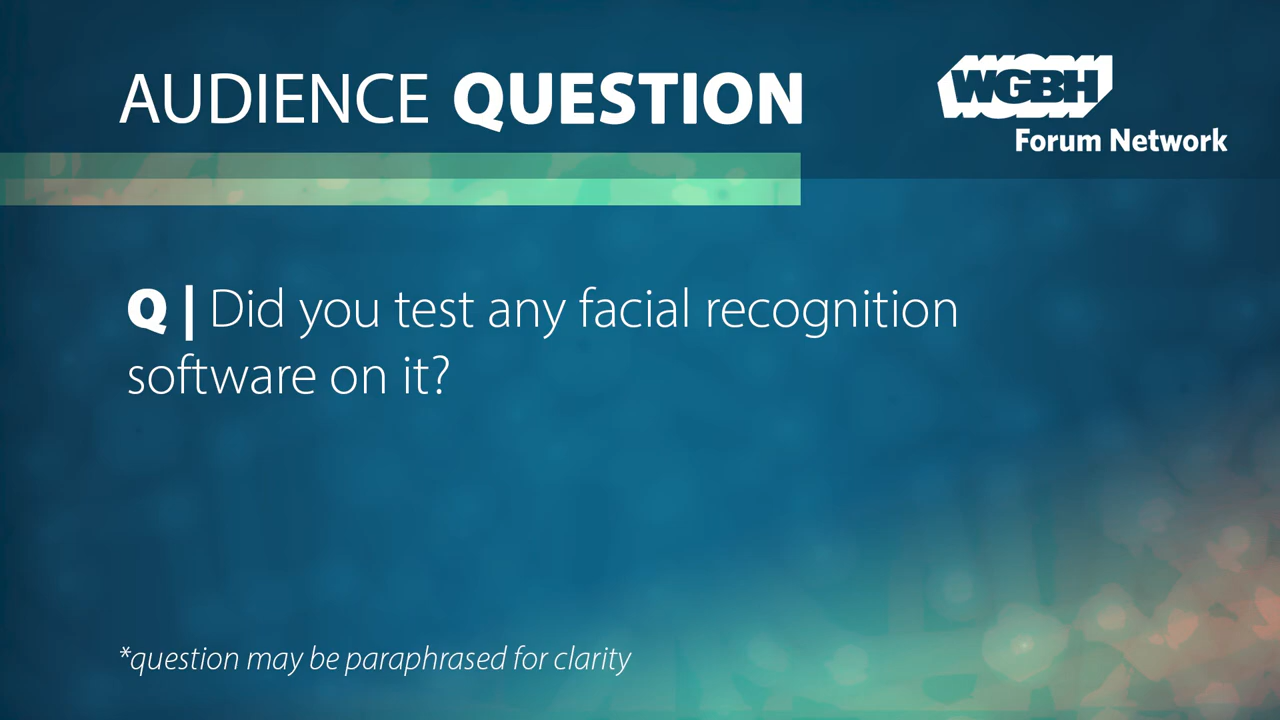 AUDIENCE QUESTION
WGBH
Forum Network
Q | Did you test any facial recognition
software on it?
*question may be paraphrased for clarity